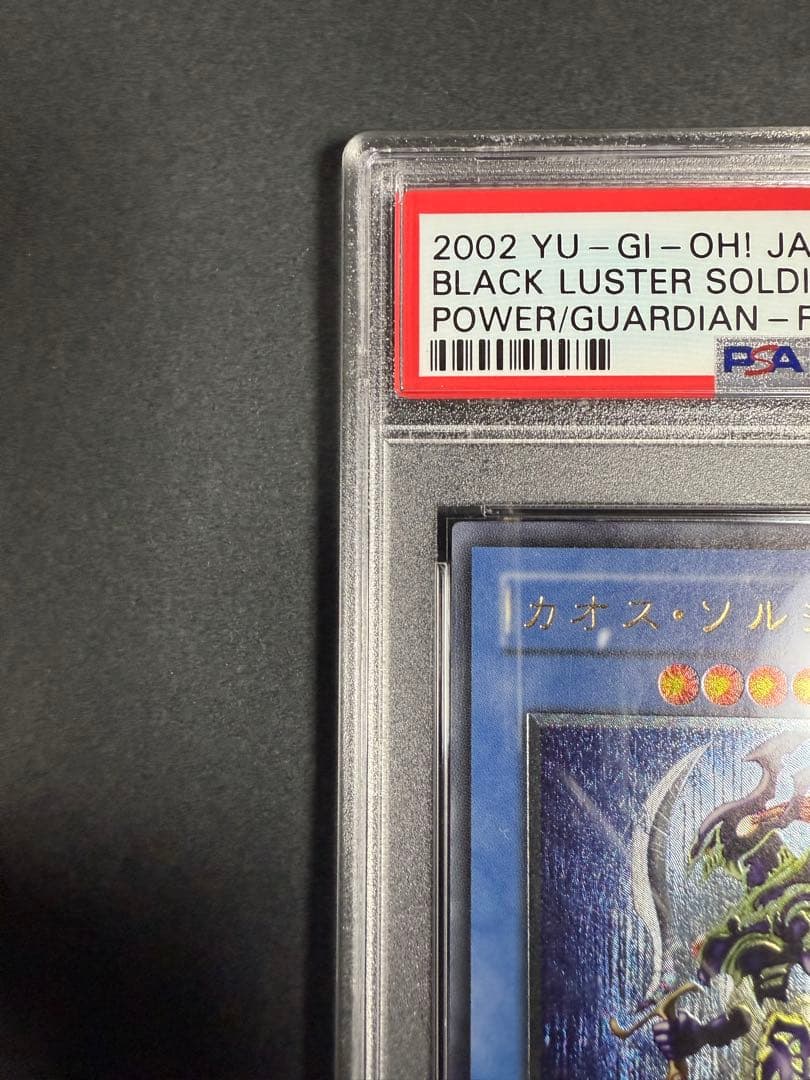 2002 YU-GI-OH! JA
BLACK LUSTER SOLDI
POWER/GUARDIAN-
PSA
カオス・ソル